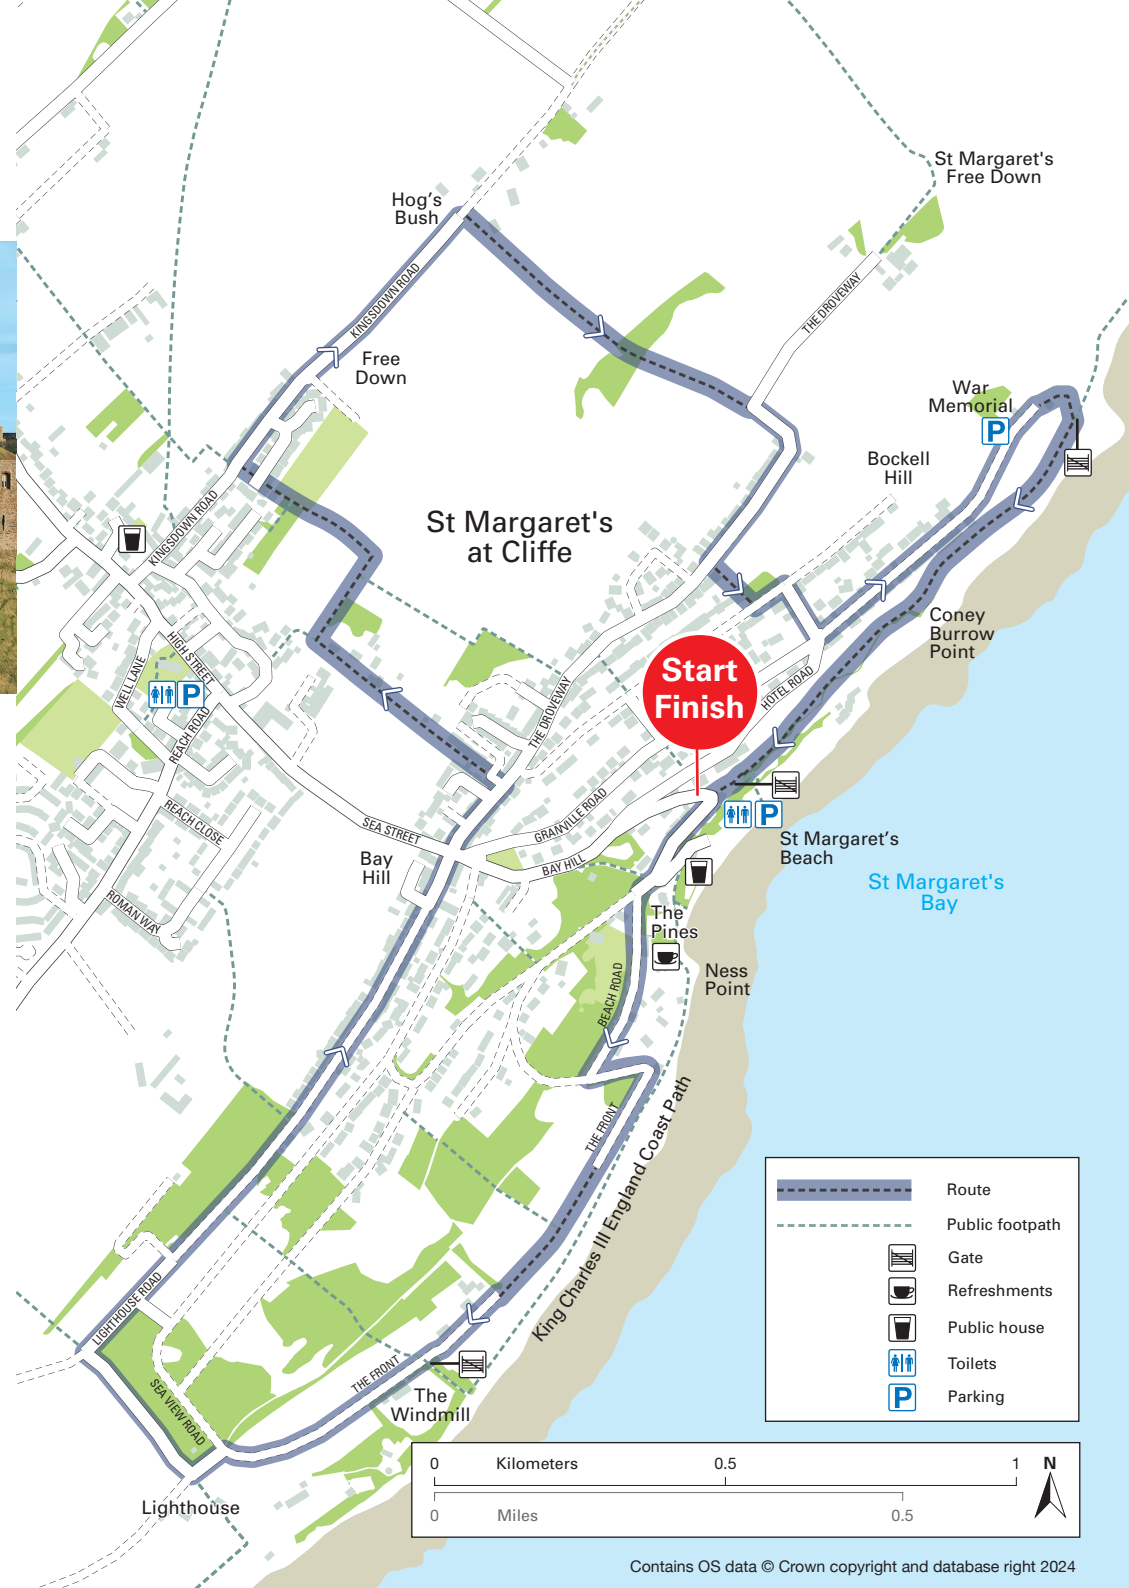 St Margaret's
Free Down
Hog's
Bush
KINGSDOWN ROAD
THE DROVEWAY
Free
Down
War
Memorial
P
Bockell
Hill
St Margaret's
at Cliffe
KINGSDOWN ROAD
Coney
Burrow
Point
HIGH STREET
WELL LANE
P
REACH ROAD
Start
Finish
HOTEL ROAD
THE DROVEWAY
REACH CLOSE
SEA STREET
GRANVILLE ROAD
P
St Margaret's
Beach
Bay
Hill
BAY HILL
St Margaret's
Bay
ROMAN WAY
The
Pines
Ness
Point
BEACH ROAD
THE FRONT
King Charles III England Coast Path
LIGHTHOUSE ROAD
SEA VIEW ROAD
THE FRONT
The
Windmill
Lighthouse
Route
Public footpath
Gate
Refreshments
Public house
Toilets
P Parking
0 Kilometers 0.5 1 N
0 Miles 0.5
Contains OS data © Crown copyright and database right 2024